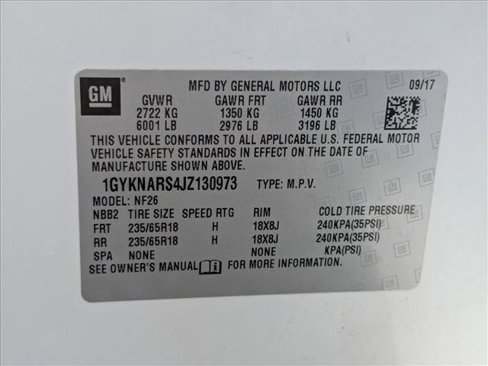 GM
MFD BY GENERAL MOTORS LLC 09/17
GVWR GAWR FRT GAWR RR
2722 KG 1350 KG 1450 KG
6001 LB 2976 LB 3196 LB
THIS VEHICLE CONFORMS TO ALL APPLICABLE U.S. FEDERAL MOTOR
VEHICLE SAFETY STANDARDS IN EFFECT ON THE DATE OF
MANUFACTURE SHOWN ABOVE.
1GYKNARS4JZ130973 TYPE: M.P.V.
MODEL: NF26
NBB2 TIRE SIZE SPEED RTG RIM COLD TIRE PRESSURE
FRT 235/65R18 H 18X8J 240KPA(35PSI)
RR 235/65R18 H 18X8J 240KPA(35PSI)
SPA NONE NONE KPA(PSI)
SEE OWNER'S MANUAL FOR MORE INFORMATION.